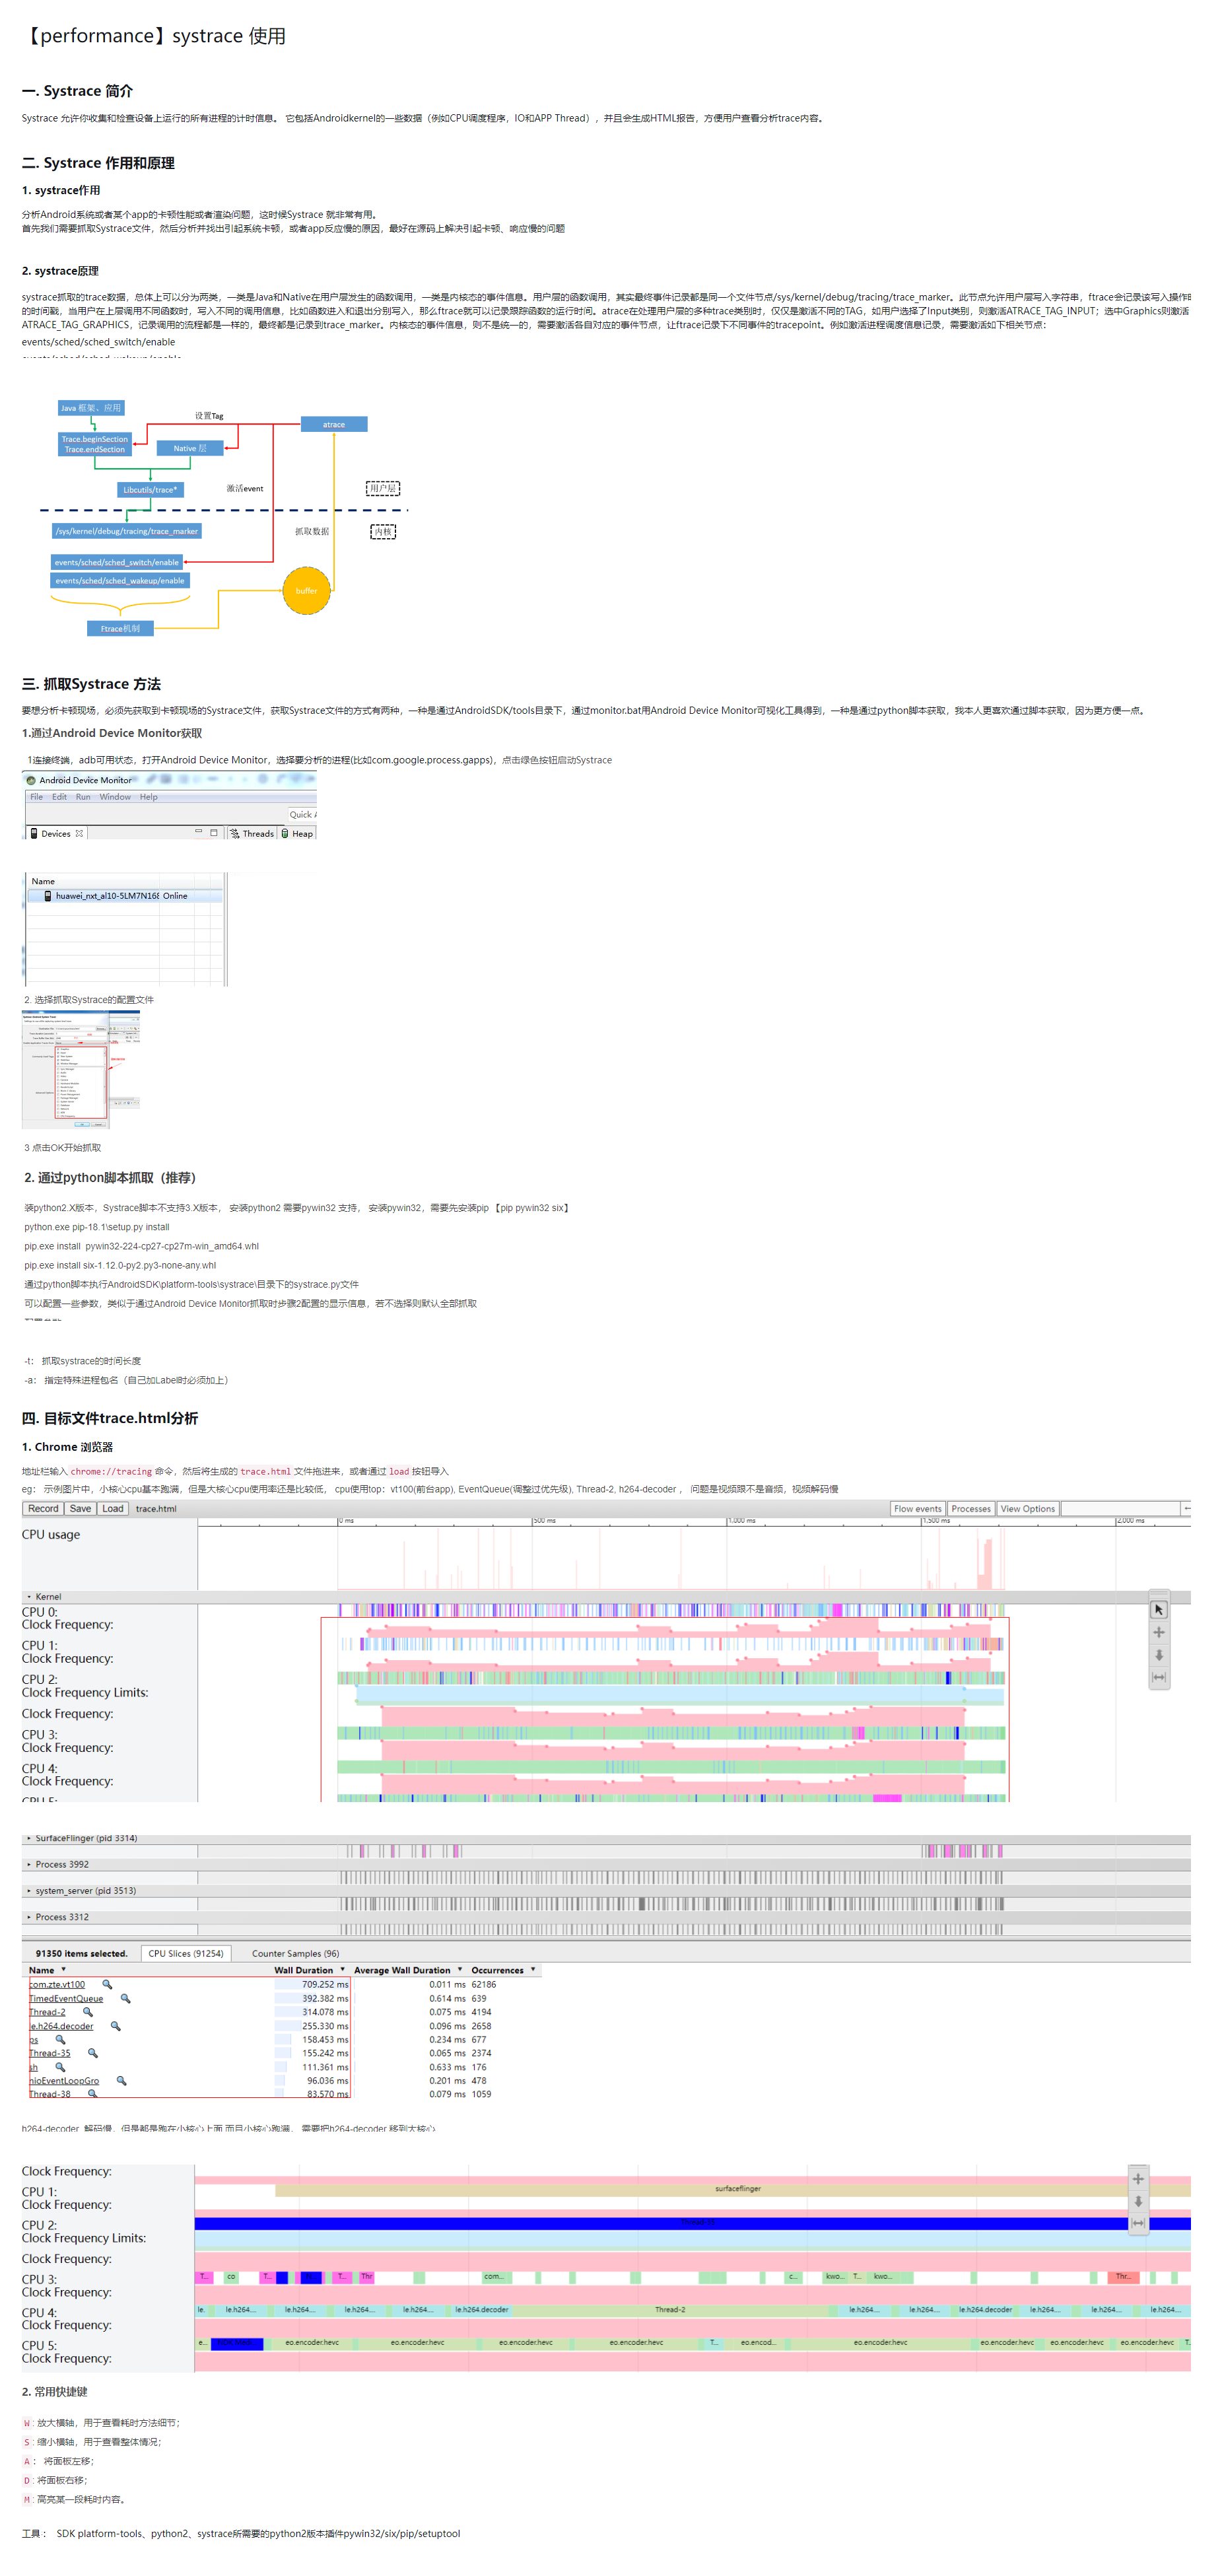 【performance】systrace 使用
一. Systrace 简介
Systrace 允许你收集和检查设备上运行的所有进程的计时信息。 它包括Androidkernel的一些数据（例如CPU调度程序，IO和APP Thread），并且会生成HTML报告，方便用户查看分析trace内容。
二. Systrace 作用和原理
1. systrace作用
分析Android系统或者某个app的卡顿性能或者渲染问题，这时候Systrace 就非常有用。
首先我们需要抓取Systrace文件，然后分析并找出引起系统卡顿，或者app反应慢的原因，最好在源码上解决引起卡顿、响应慢的问题
2. systrace原理
systrace抓取的trace数据，总体上可以分为两类，一类是Java和Native在用户层发生的函数调用，一类是内核态的事件信息。用户层的函数调用，其实最终事件记录都是同一个文件节点/sys/kernel/debug/tracing/trace_marker。此节点允许用户层写入字符串，ftrace会记录该写入操作时
的时间戳，当用户在上层调用不同函数时，写入不同的调用信息，比如函数进入和退出分别写入，那么ftrace就可以记录跟踪函数的运行时间。atrace在处理用户层的多种trace类别时，仅仅是激活不同的TAG，如用户选择了Input类别，则激活ATRACE_TAG_INPUT；选中Graphics则激活
ATRACE_TAG_GRAPHICS，记录调用的流程都是一样的，最终都是记录到trace_marker。内核态的事件信息，则不是统一的，需要激活各自对应的事件节点，让ftrace记录下不同事件的tracepoint。例如激活进程调度信息记录，需要激活如下相关节点：
events/sched/sched_switch/enable
events/sched/sched_wakeup/enable
Java 框架、应用
设置Tag
atrace
Trace.beginSection
Trace.endSection
Native 层
Libcutils/trace*
激活event
用户层
/sys/kernel/debug/tracing/trace_marker
抓取数据
内核
events/sched/sched_switch/enable
events/sched/sched_wakeup/enable
buffer
Ftrace机制
三. 抓取Systrace 方法
要想分析卡顿现场，必须先获取到卡顿现场的Systrace文件，获取Systrace文件的方式有两种，一种是通过AndroidSDK/tools目录下，通过monitor.bat用Android Device Monitor可视化工具得到，一种是通过python脚本获取，我本人更喜欢通过脚本获取，因为更方便一点。
1.通过Android Device Monitor获取
1连接终端，adb可用状态，打开Android Device Monitor，选择要分析的进程(比如com.google.process.gapps)，点击绿色按钮启动Systrace
Android Device Monitor
File Edit Run Window Help
Quick A
Devices Threads Heap
Name
huawei_nxt_al10-5LM7N168 Online
2. 选择抓取Systrace的配置文件
3 点击OK开始抓取
2. 通过python脚本抓取（推荐）
装python2.X版本，Systrace脚本不支持3.X版本， 安装python2 需要pywin32 支持， 安装pywin32，需要先安装pip 【pip pywin32 six】
python.exe pip-18.1\setup.py install
pip.exe install pywin32-224-cp27-cp27m-win_amd64.whl
pip.exe install six-1.12.0-py2.py3-none-any.whl
通过python脚本执行AndroidSDK\platform-tools\systrace\目录下的systrace.py文件
可以配置一些参数，类似于通过Android Device Monitor抓取时步骤2配置的显示信息，若不选择则默认全部抓取
-t： 抓取systrace的时间长度
-a： 指定特殊进程包名（自己加Label时必须加上）
四. 目标文件trace.html分析
1. Chrome 浏览器
地址栏输入 chrome://tracing 命令，然后将生成的 trace.html 文件拖进来，或者通过 load 按钮导入
eg： 示例图片中，小核心cpu基本跑满，但是大核心cpu使用率还是比较低， cpu使用top：vt100(前台app), EventQueue(调整过优先级), Thread-2, h264-decoder ， 问题是视频跟不是音频，视频解码慢
Record Save Load trace.html Flow events Processes View Options
0 ms 500 ms 1,000 ms 1,500 ms 2,000 ms
CPU usage
Kernel
CPU 0:
Clock Frequency:
CPU 1:
Clock Frequency:
CPU 2:
Clock Frequency Limits:
Clock Frequency:
CPU 3:
Clock Frequency:
CPU 4:
Clock Frequency:
CPU 5:
SurfaceFlinger (pid 3314)
Process 3992
system_server (pid 3513)
Process 3312
91350 items selected. CPU Slices (91254) Counter Samples (96)
Name Wall Duration Average Wall Duration Occurrences
com.zte.vt100 709.252 ms 0.011 ms 62186
TimedEventQueue 392.382 ms 0.614 ms 639
Thread-2 314.078 ms 0.075 ms 4194
le.h264.decoder 255.330 ms 0.096 ms 2658
ps 158.453 ms 0.234 ms 677
Thread-35 155.242 ms 0.065 ms 2374
sh 111.361 ms 0.633 ms 176
nioEventLoopGro 96.036 ms 0.201 ms 478
Thread-38 83.570 ms 0.079 ms 1059
h264-decoder 解码慢，但是都是跑在小核心上面,而且小核心跑满， 需要把h264-decoder 移到大核心
Clock Frequency:
CPU 1: surfaceflinger
Clock Frequency:
CPU 2:
Clock Frequency Limits:
Clock Frequency:
CPU 3: T... co T... T... Thr com... c... kwo... T... kwo... Thr...
Clock Frequency:
CPU 4: le. le.h264.... le.h264.... le.h264.... le.h264.... le.h264.decoder Thread-2 le.h264.... le.h264.... le.h264.decoder le.h264.... le.h264.... le.h264....
Clock Frequency:
CPU 5: e... eo.encoder.hevc eo.encoder.hevc eo.encoder.hevc eo.encoder.hevc T... eo.encod... eo.encoder.hevc eo.encoder.hevc eo.encoder.hevc eo.encoder.hevc T...
Clock Frequency:
2. 常用快捷键
W : 放大横轴，用于查看耗时方法细节；
S : 缩小横轴，用于查看整体情况；
A ： 将面板左移；
D : 将面板右移；
M : 高亮某一段耗时内容。
工具： SDK platform-tools、python2、systrace所需要的python2版本插件pywin32/six/pip/setuptool